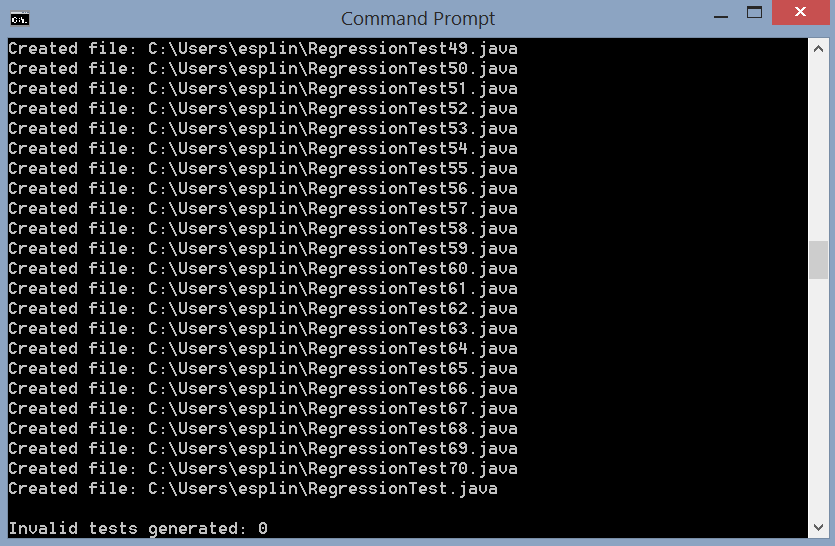 Command Prompt
Created file: C:\Users\esplin\RegressionTest49.java
Created file: C:\Users\esplin\RegressionTest50.java
Created file: C:\Users\esplin\RegressionTest51.java
Created file: C:\Users\esplin\RegressionTest52.java
Created file: C:\Users\esplin\RegressionTest53.java
Created file: C:\Users\esplin\RegressionTest54.java
Created file: C:\Users\esplin\RegressionTest55.java
Created file: C:\Users\esplin\RegressionTest56.java
Created file: C:\Users\esplin\RegressionTest57.java
Created file: C:\Users\esplin\RegressionTest58.java
Created file: C:\Users\esplin\RegressionTest59.java
Created file: C:\Users\esplin\RegressionTest60.java
Created file: C:\Users\esplin\RegressionTest61.java
Created file: C:\Users\esplin\RegressionTest62.java
Created file: C:\Users\esplin\RegressionTest63.java
Created file: C:\Users\esplin\RegressionTest64.java
Created file: C:\Users\esplin\RegressionTest65.java
Created file: C:\Users\esplin\RegressionTest66.java
Created file: C:\Users\esplin\RegressionTest67.java
Created file: C:\Users\esplin\RegressionTest68.java
Created file: C:\Users\esplin\RegressionTest69.java
Created file: C:\Users\esplin\RegressionTest70.java
Created file: C:\Users\esplin\RegressionTest.java
Invalid tests generated: 0